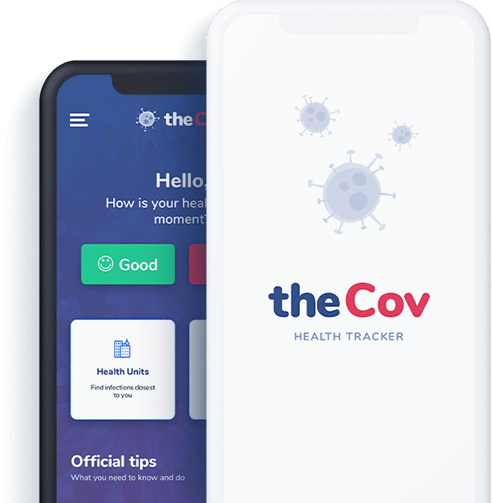 the C
Hello,
How is your heal
moment?
Good
Health Units
Find infections closest
to you
Official tips
What you need to know and do
theCov
HEALTH TRACKER